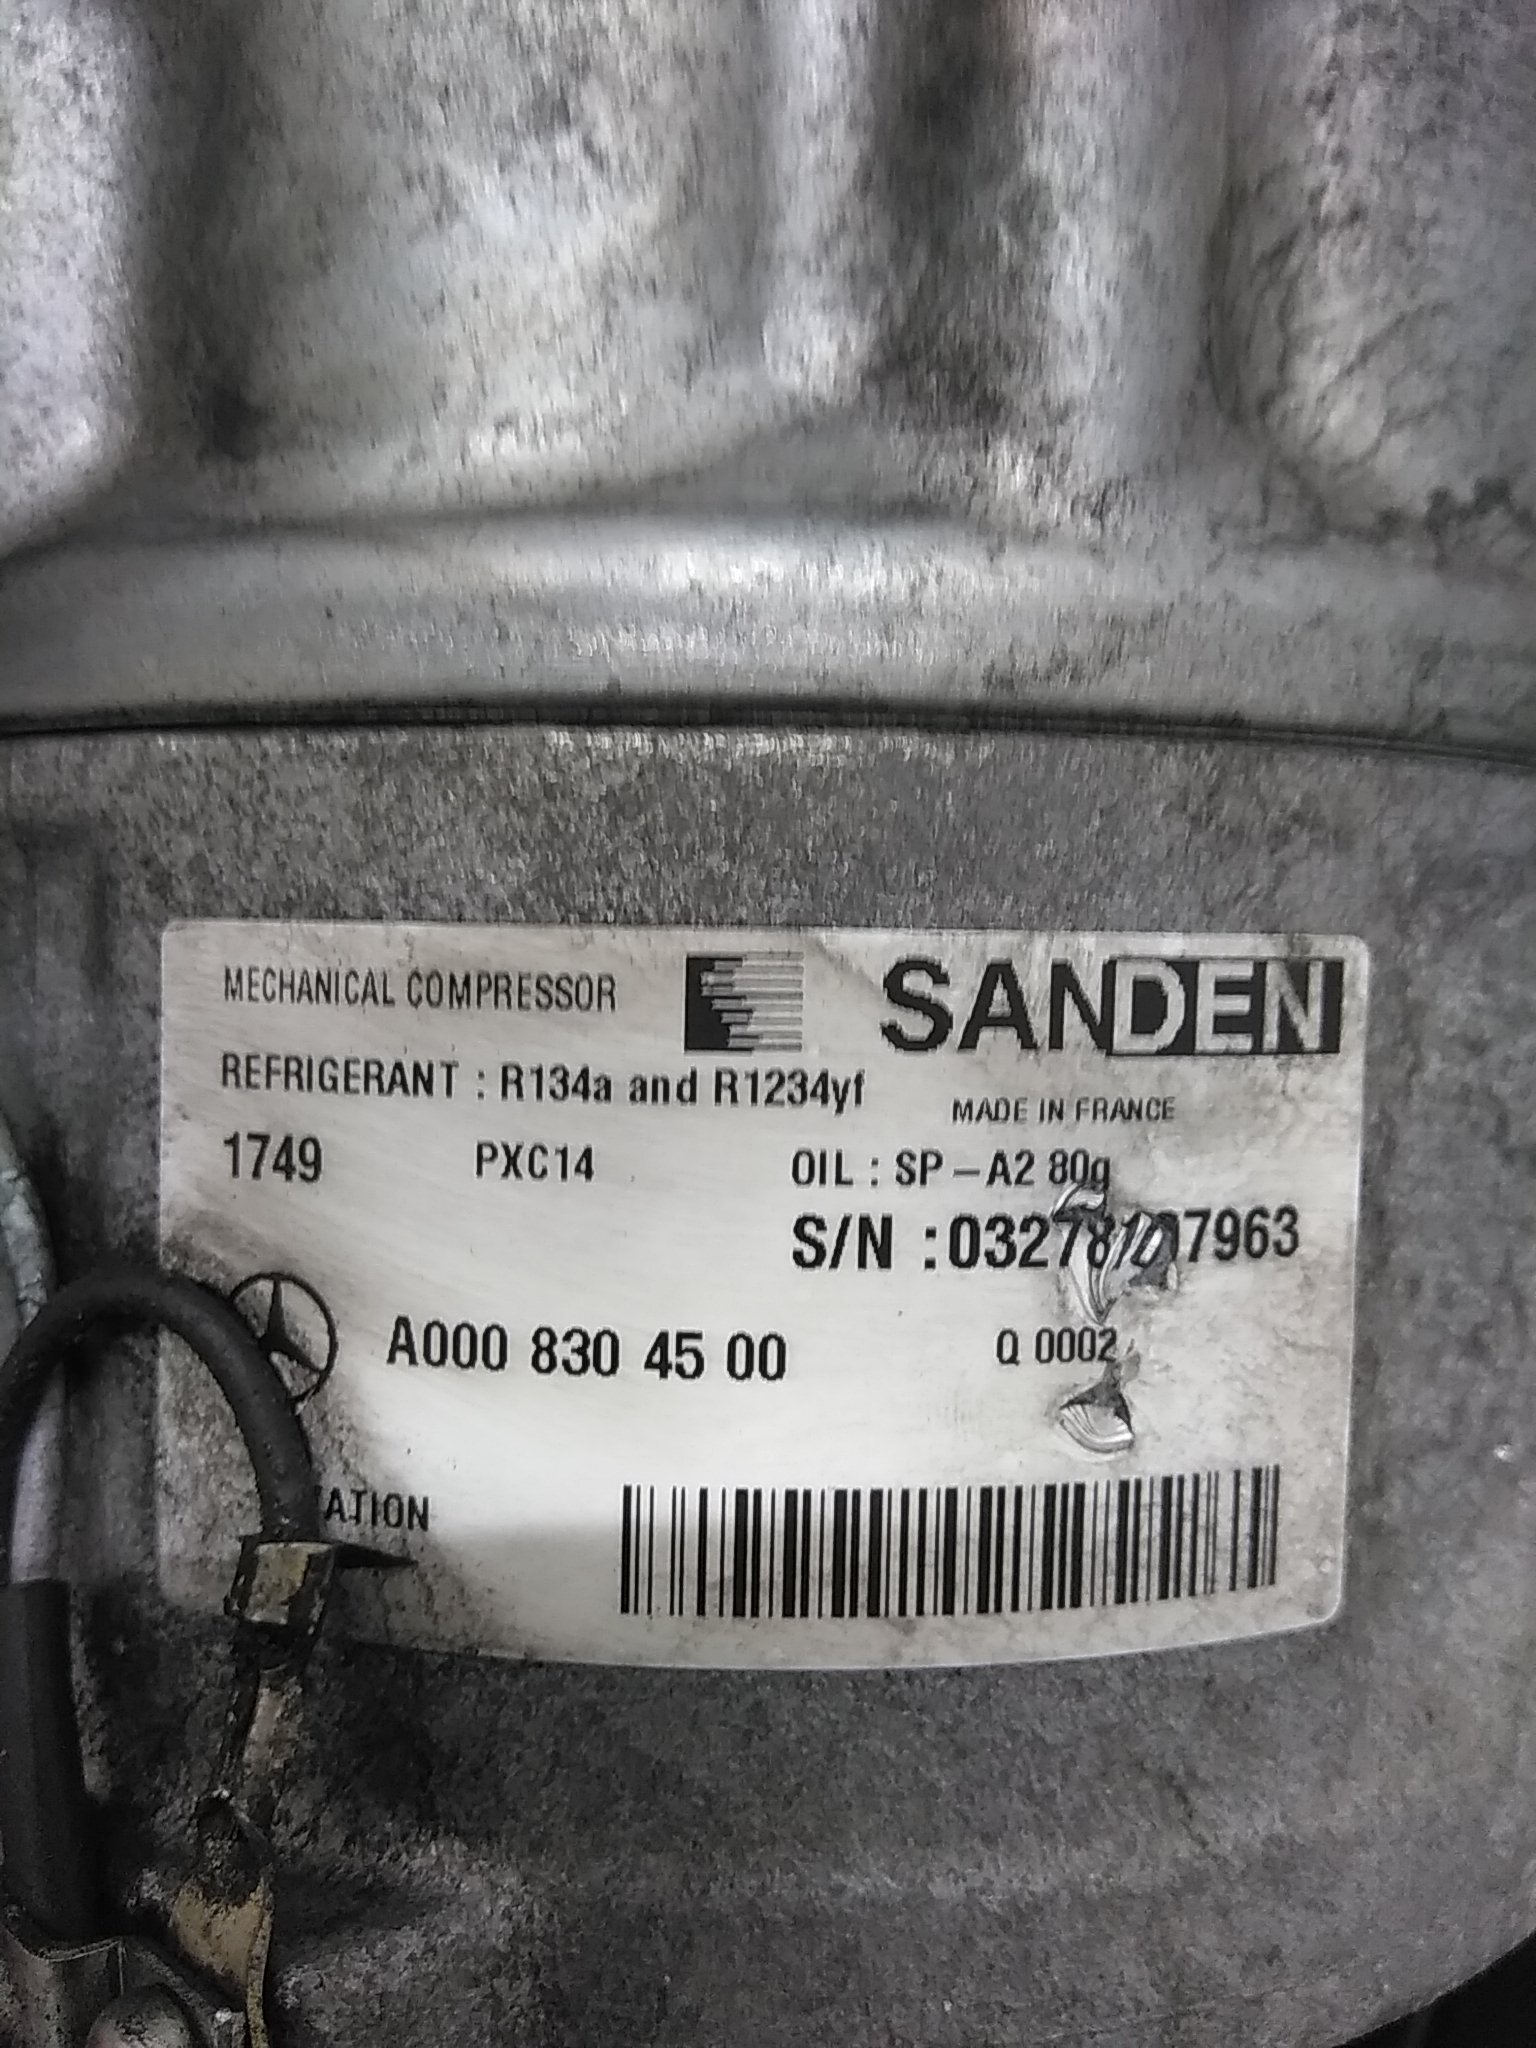 MECHANICAL COMPRESSOR SANDEN
REFRIGERANT : R134a and R1234yf
MADE IN FRANCE
1749 PXC14 OIL : SP-A2 80g
S/N :
A000 830 45 00 Q 0002